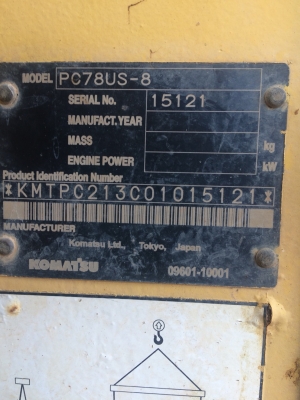 MODEL PC78US-8
SERIAL No. 15121
MANUFACT. YEAR
MASS kg
ENGINE POWER kW
Product Identification Number
*KMTPC213C01015121*
MANUFACTURER
Komatsu Ltd., Tokyo, Japan
KOMATSU 09601-10001